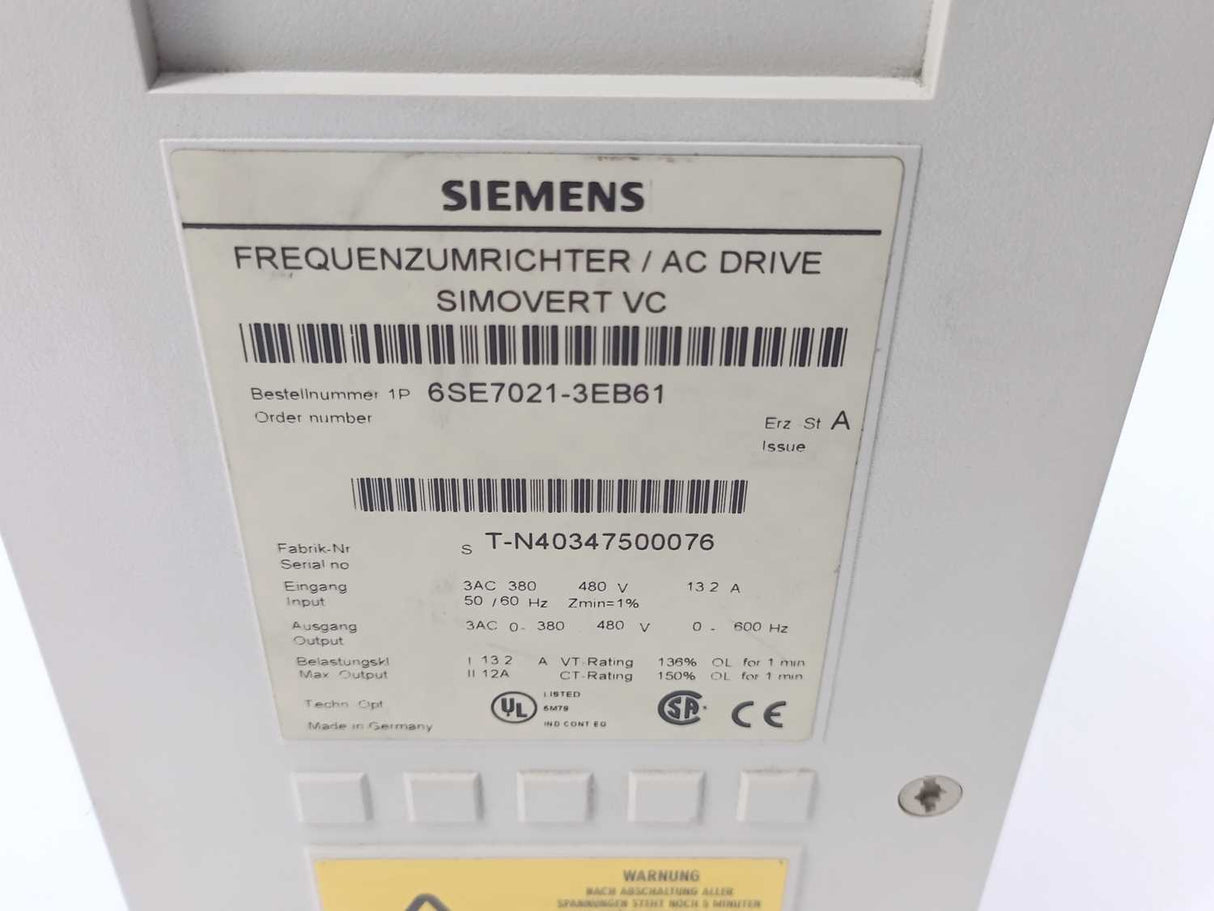 SIEMENS
FREQUENZUMRICHTER / AC DRIVE
SIMOVERT VC
Bestellnummer 1P 6SE7021-3EB61
Order number
Erz St A
Issue
Fabrik-Nr S T-N40347500076
Serial no
Eingang 3AC 380 480 V 13 2 A
Input 50 / 60 Hz Zmin=1%
Ausgang 3AC 0- 380 480 V 0 - 600 Hz
Output
Belastungskl I 13 2 A VT-Rating 136% OL for 1 min
Max Output II 12A CT-Rating 150% OL for 1 min
Techn Opt
Made in Germany
UL LISTED
6M79
IND CONT EQ
SA
CE
WARNUNG
NACH ABSCHALTUNG ALLER
SPANNUNGEN STEHT NOCH 5 MINUTEN